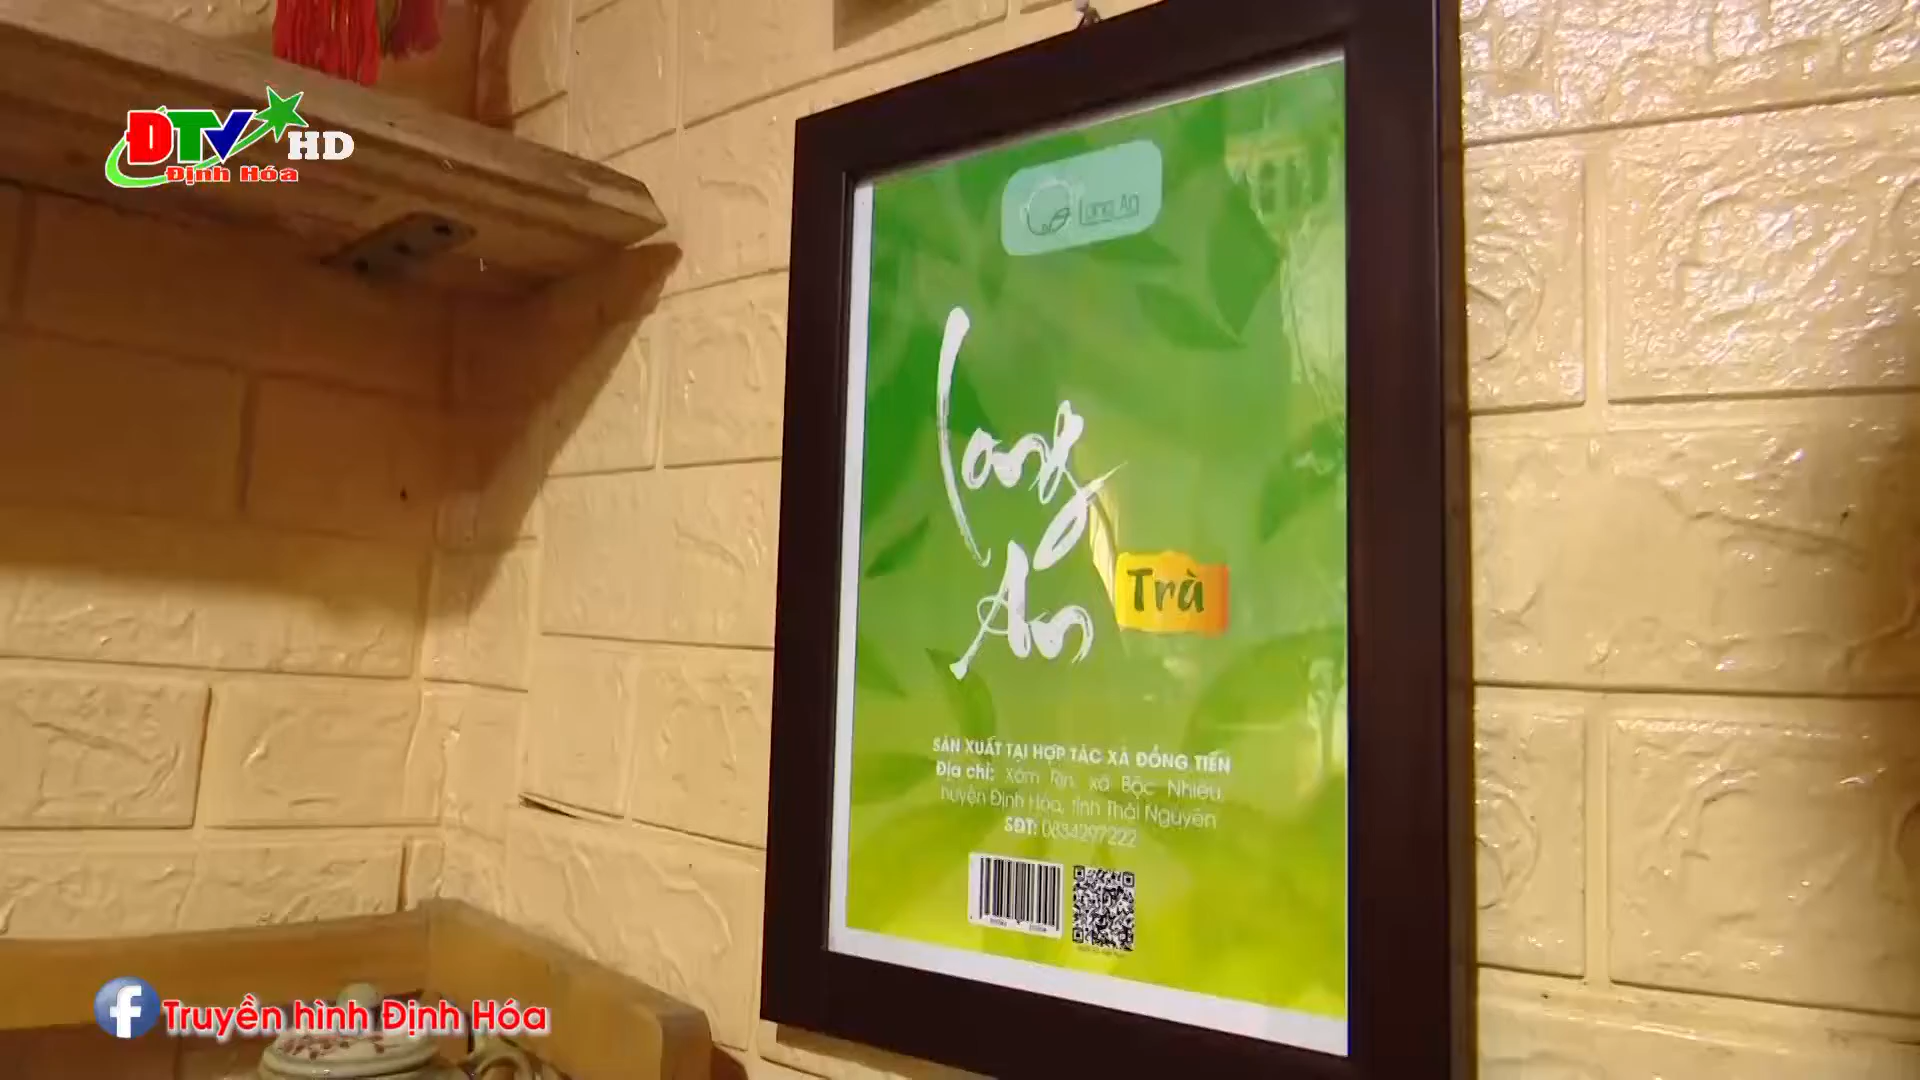 ĐTV HD
Định Hóa
Long An
Long
An
Trà
SẢN XUẤT TẠI HỢP TÁC XÃ ĐỒNG TIẾN
Địa chỉ: Xóm Rịn, xã Bộc Nhiêu,
huyện Định Hóa, tỉnh Thái Nguyên
SĐT: 0834297222
Truyền hình Định Hóa